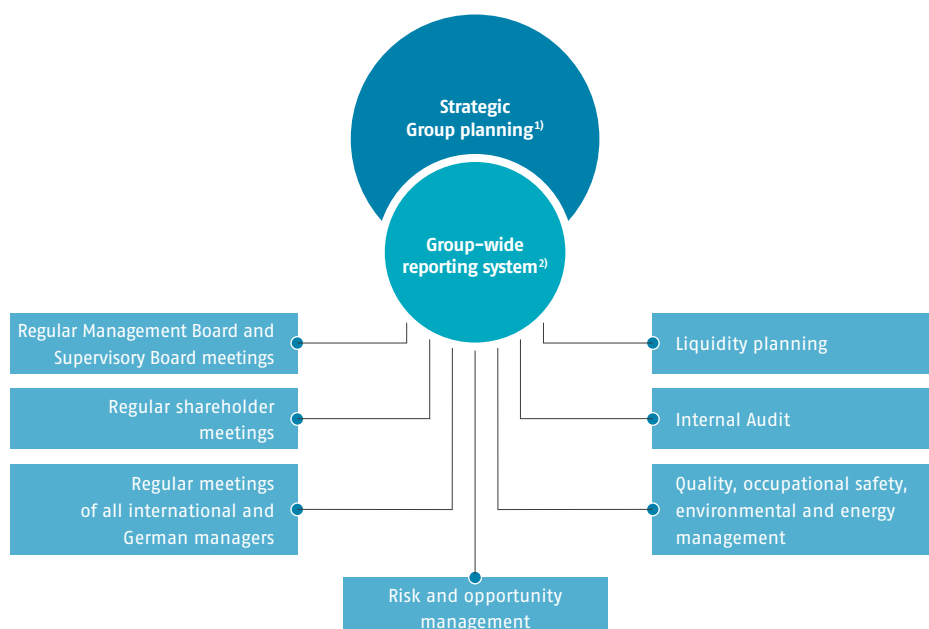 Strategic
Group planning¹⁾
Group-wide
reporting system²⁾
Regular Management Board and
Supervisory Board meetings
Regular shareholder
meetings
Regular meetings
of all international and
German managers
Liquidity planning
Internal Audit
Quality, occupational safety,
environmental and energy
management
Risk and opportunity
management